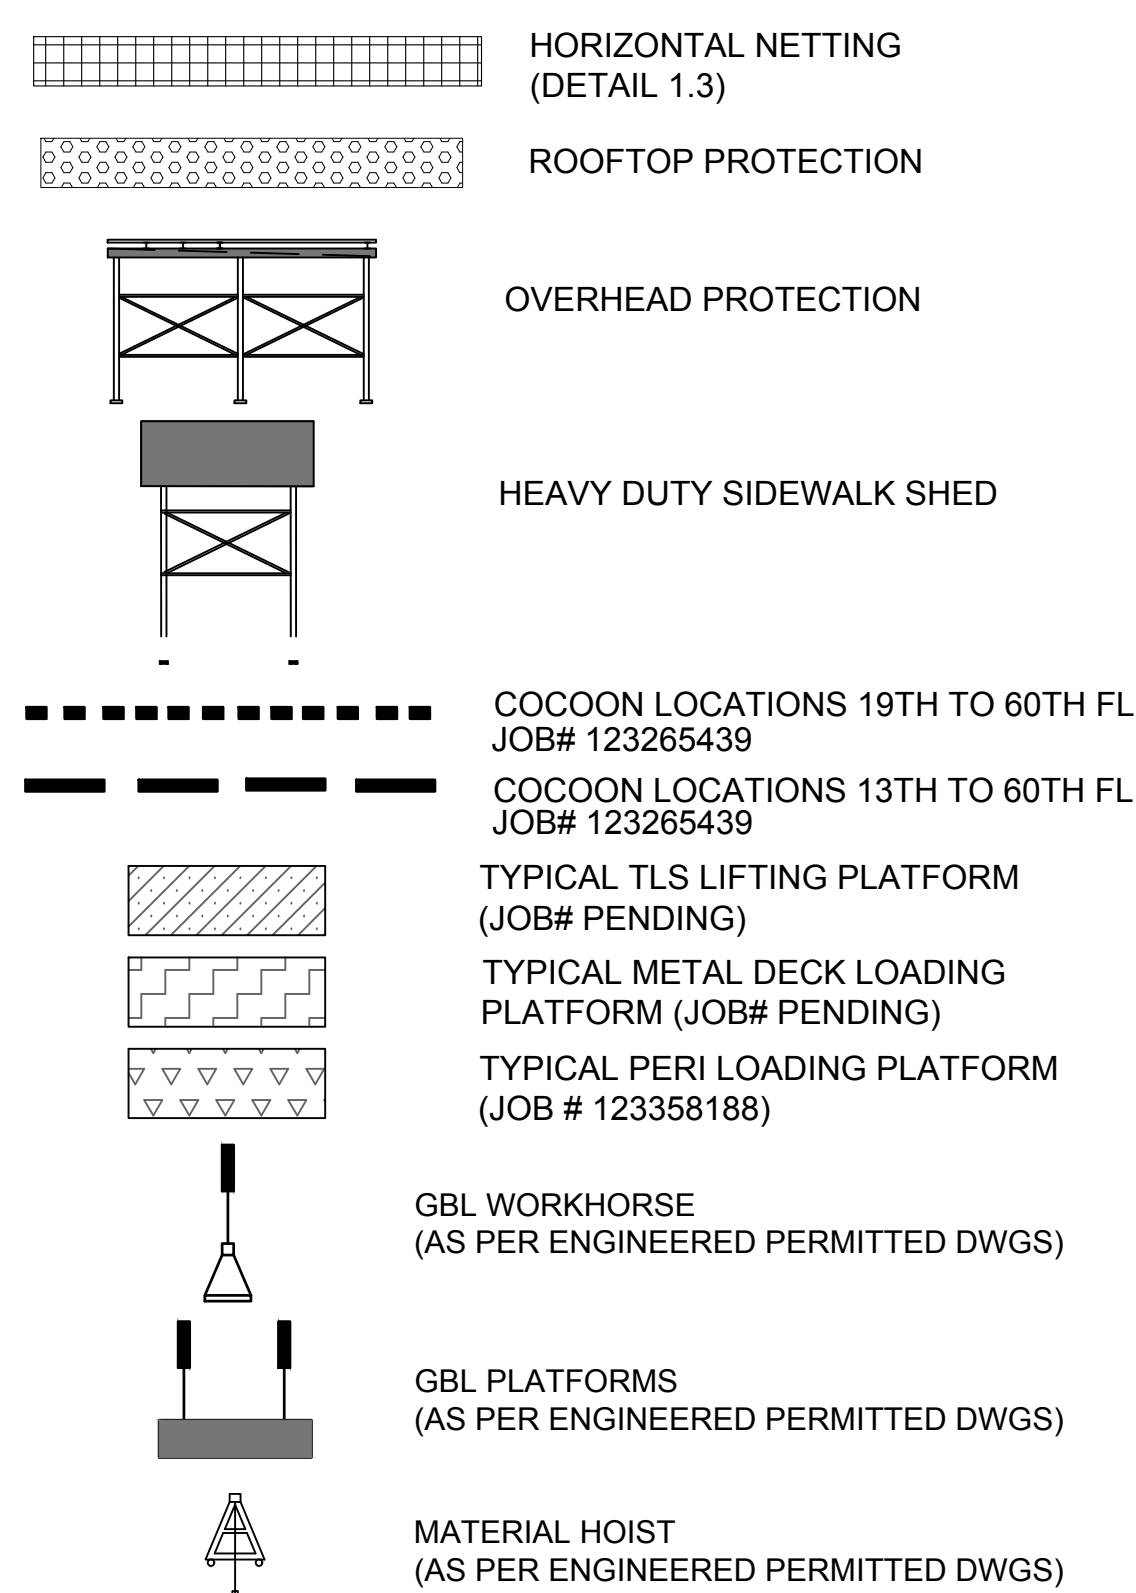 HORIZONTAL NETTING
(DETAIL 1.3)
ROOFTOP PROTECTION
OVERHEAD PROTECTION
HEAVY DUTY SIDEWALK SHED
COCOON LOCATIONS 19TH TO 60TH FL
JOB# 123265439
COCOON LOCATIONS 13TH TO 60TH FL
JOB# 123265439
TYPICAL TLS LIFTING PLATFORM
(JOB# PENDING)
TYPICAL METAL DECK LOADING
PLATFORM (JOB# PENDING)
TYPICAL PERI LOADING PLATFORM
(JOB # 123358188)
GBL WORKHORSE
(AS PER ENGINEERED PERMITTED DWGS)
GBL PLATFORMS
(AS PER ENGINEERED PERMITTED DWGS)
MATERIAL HOIST
(AS PER ENGINEERED PERMITTED DWGS)